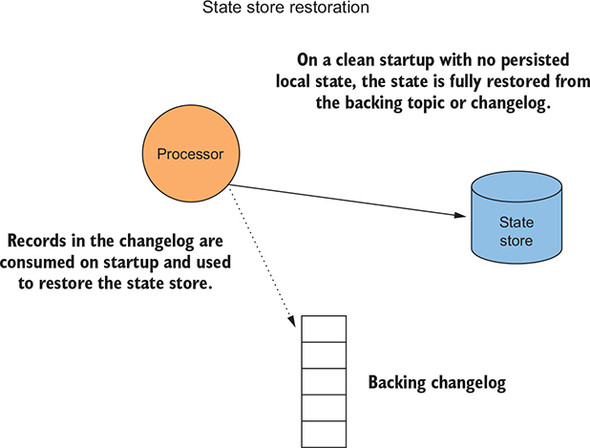 State store restoration
On a clean startup with no persisted
local state, the state is fully restored from
the backing topic or changelog.
Processor
State
store
Records in the changelog are
consumed on startup and used
to restore the state store.
Backing changelog